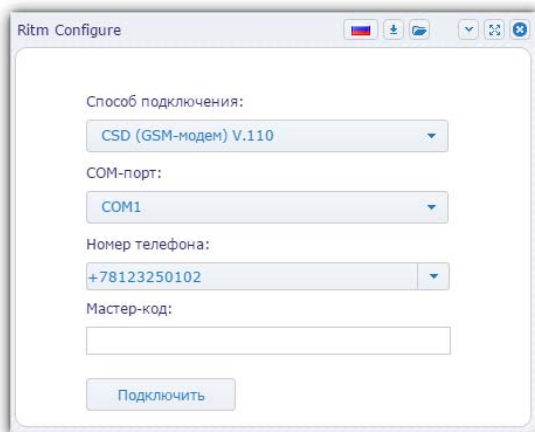 Ritm Configure
Способ подключения:
CSD (GSM-модем) V.110
COM-порт:
COM1
Номер телефона:
+78123250102
Мастер-код:
Подключить